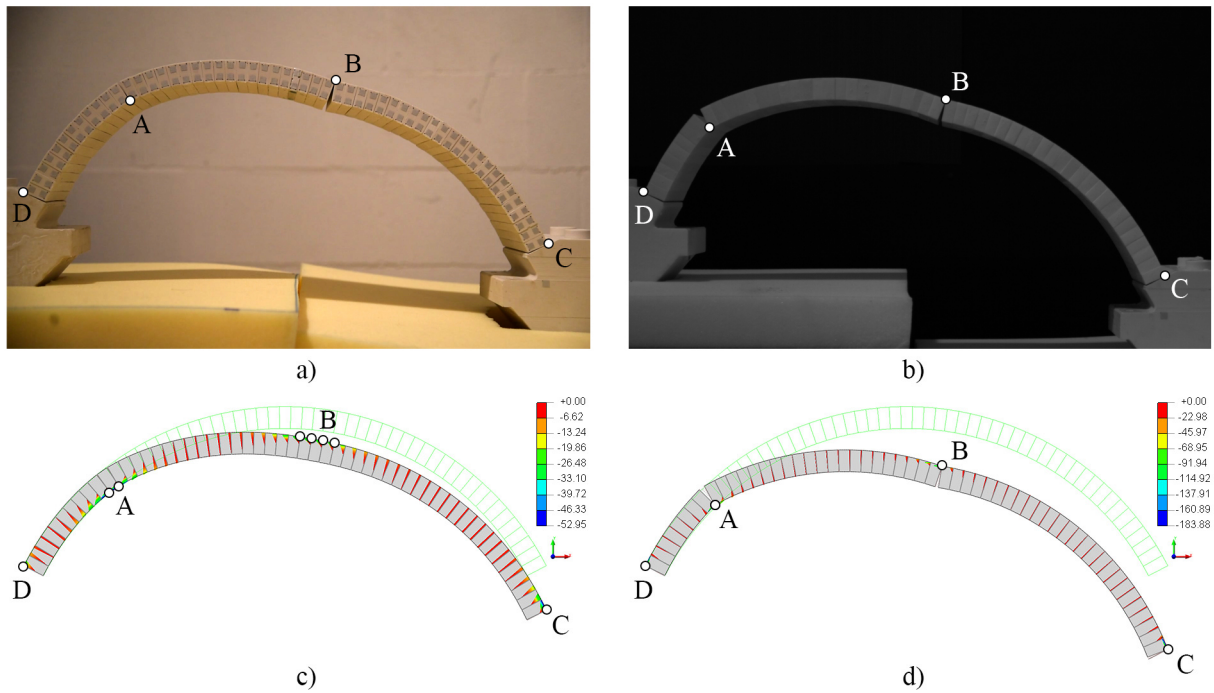 B
A
D
C
a)
B
A
D
C
b)
B
A
D
C
+0.00
-6.62
-13.24
-19.86
-26.48
-33.10
-39.72
-46.33
-52.95
c)
B
A
D
C
+0.00
-22.98
-45.97
-68.95
-91.94
-114.92
-137.91
-160.89
-183.88
d)